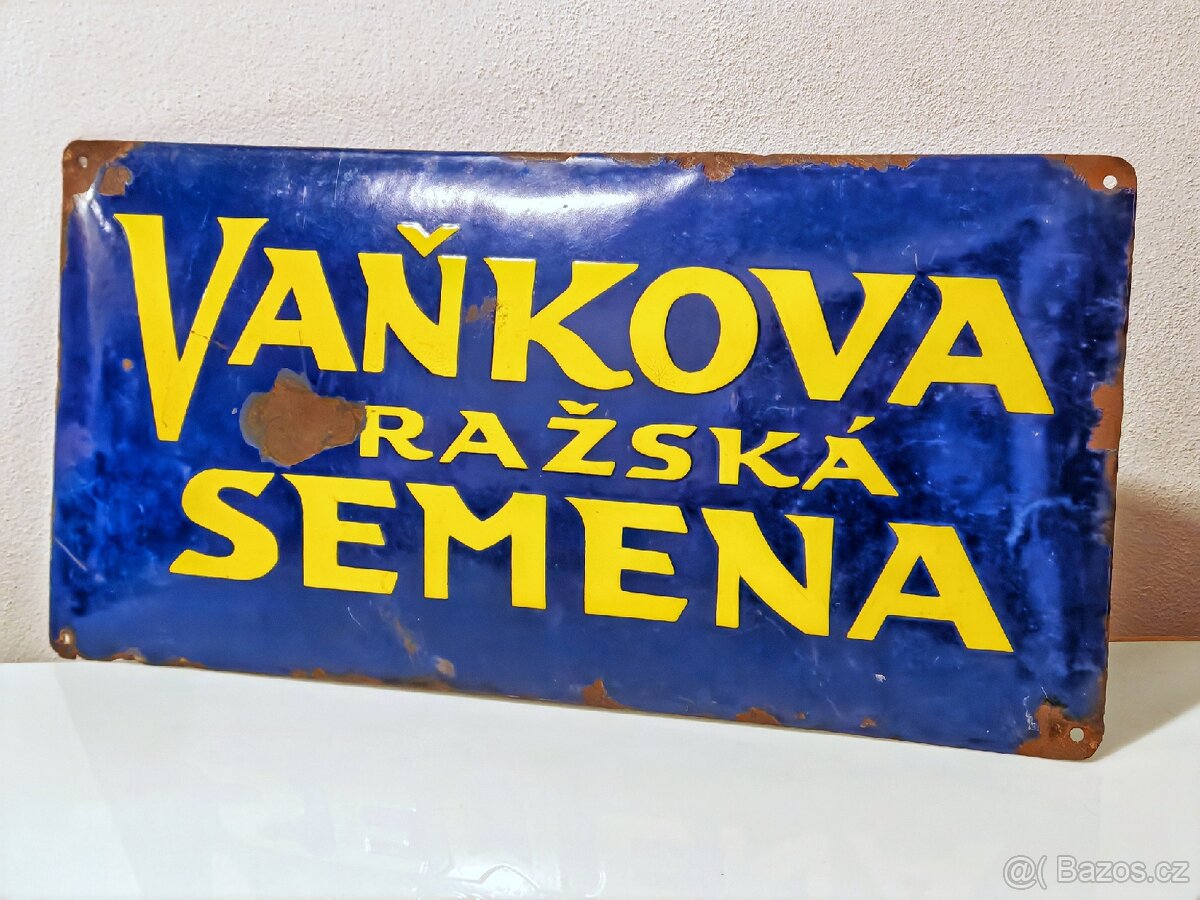 VAŇKOVA
RAŽSKÁ
SEMENA
@( Bazos.cz